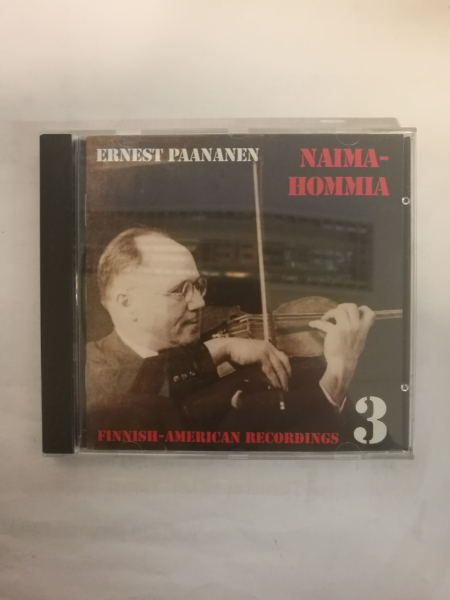 ERNEST PAANANEN
NAIMA-
HOMMIA
FINNISH-AMERICAN RECORDINGS
3